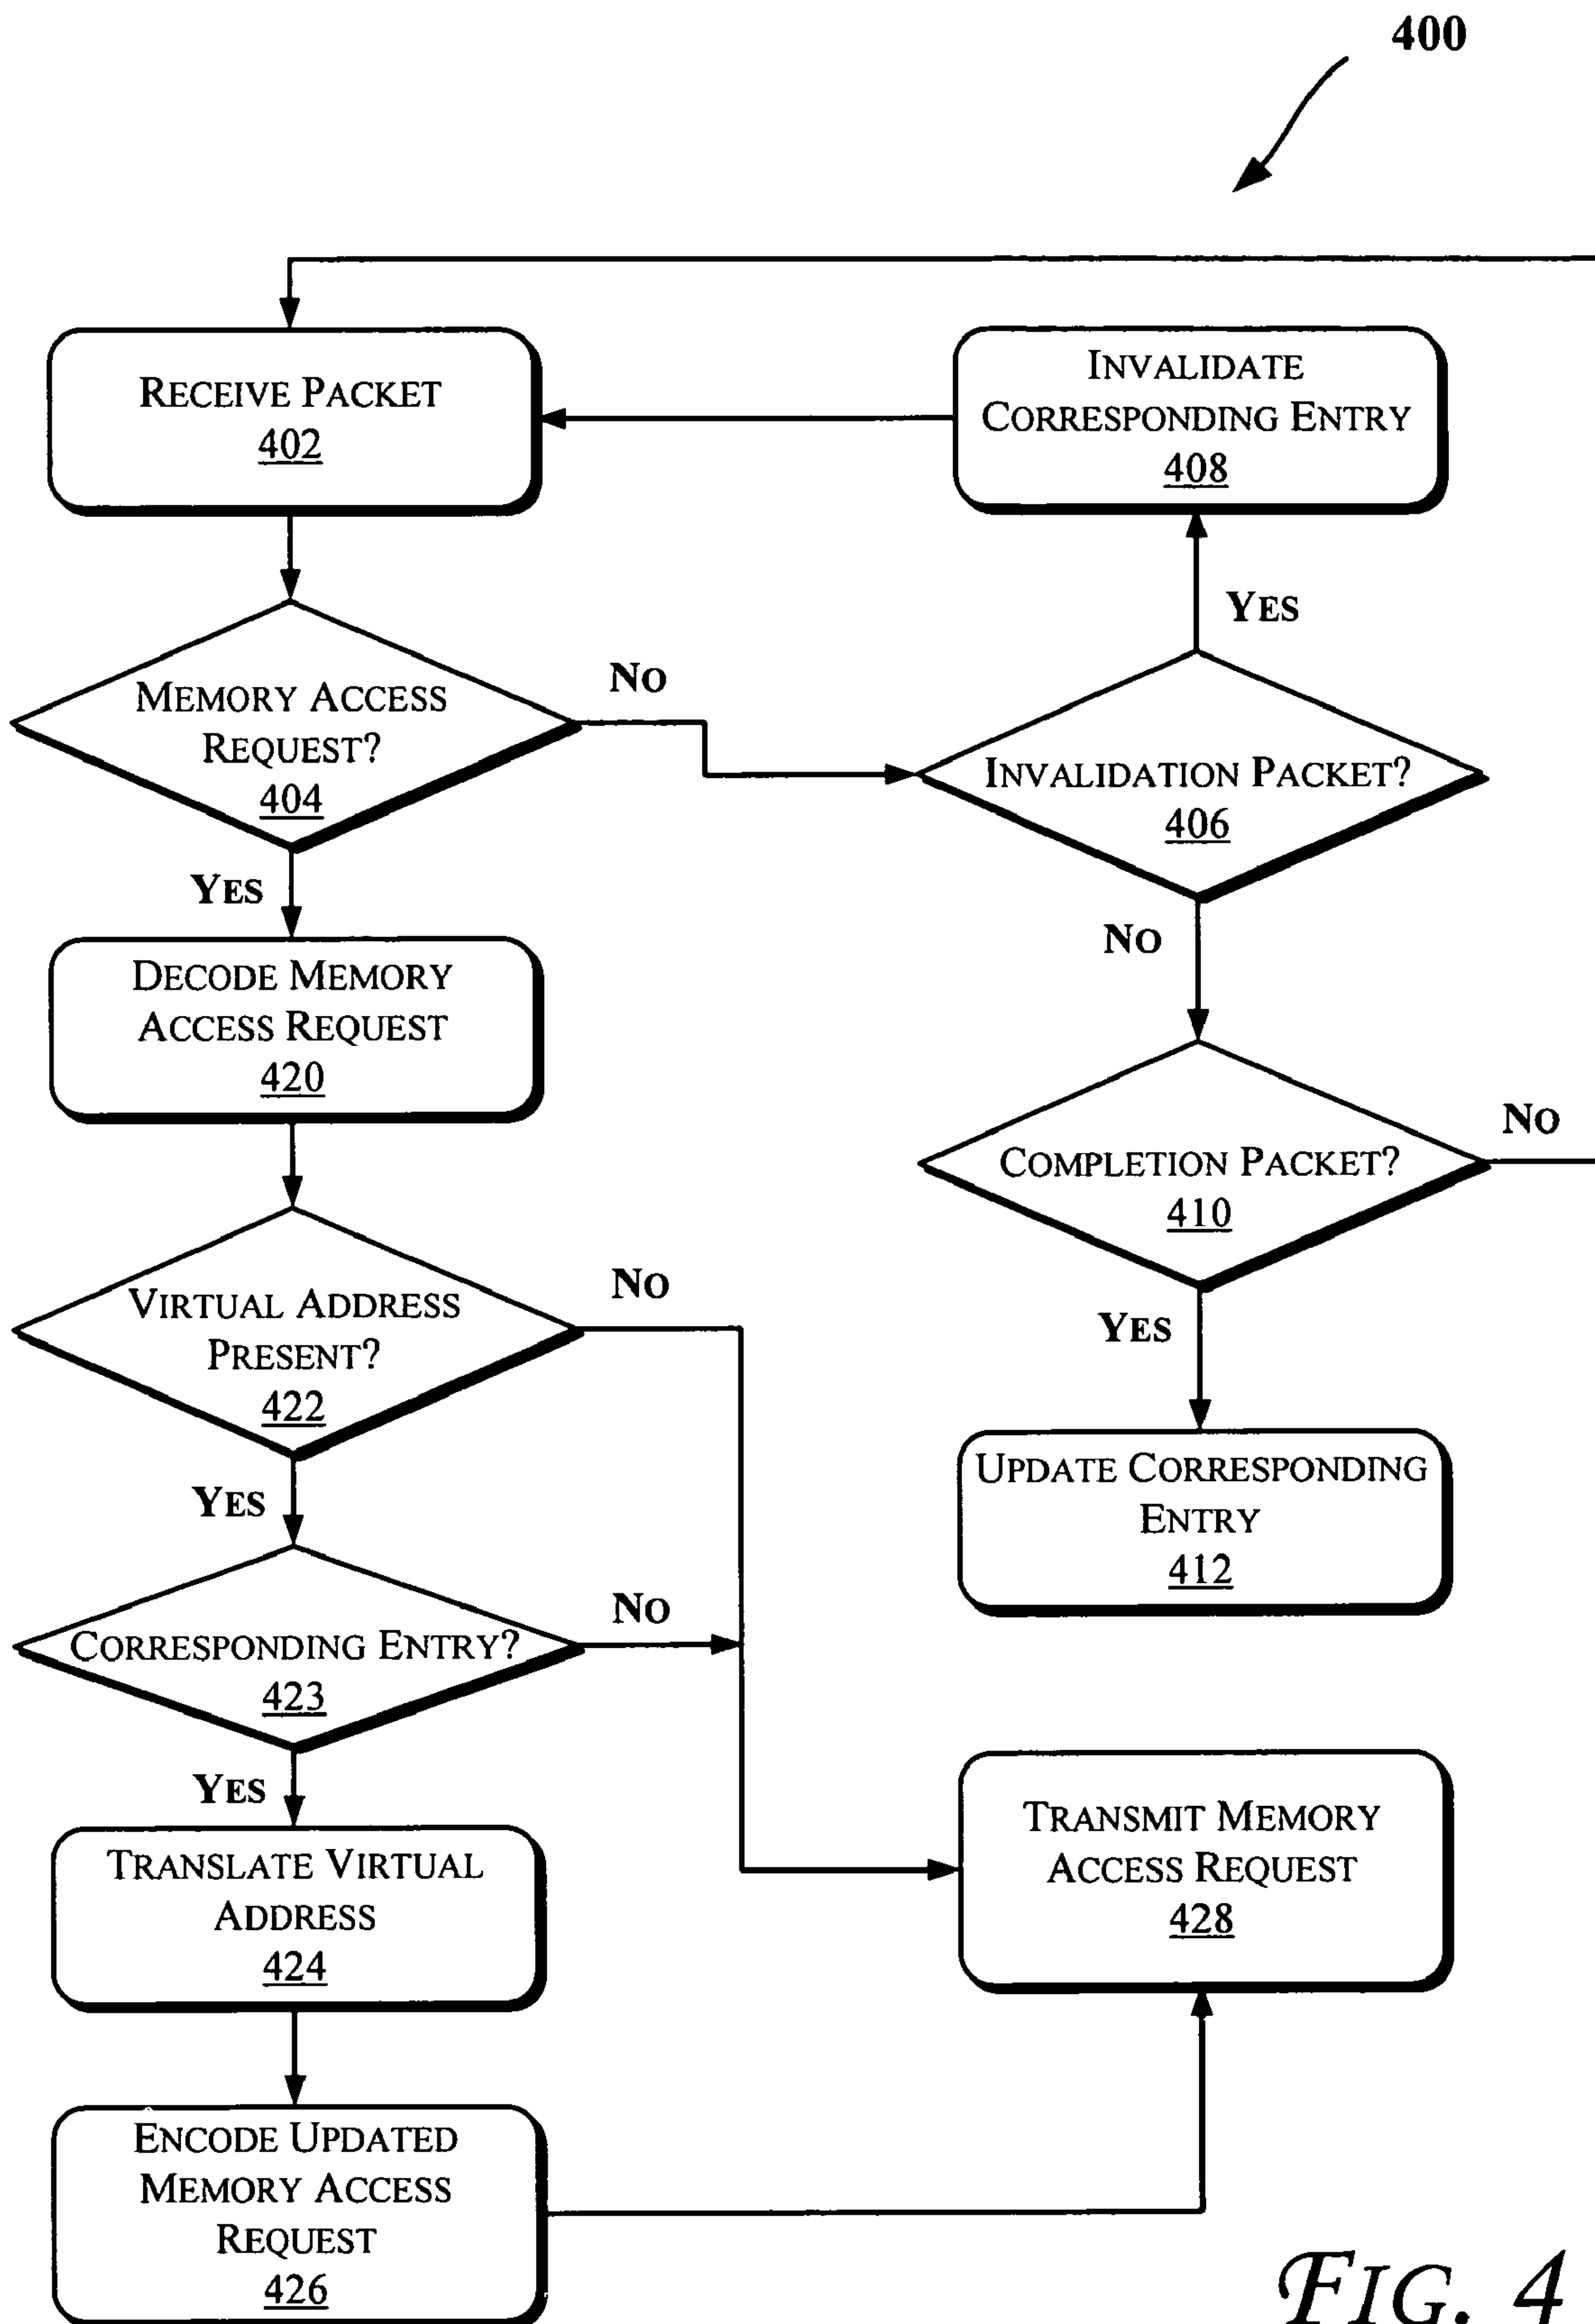 400
RECEIVE PACKET
402
INVALIDATE
CORRESPONDING ENTRY
408
YES
MEMORY ACCESS
REQUEST?
404
NO
INVALIDATION PACKET?
406
YES
NO
DECODE MEMORY
ACCESS REQUEST
420
COMPLETION PACKET?
410
NO
VIRTUAL ADDRESS
PRESENT?
422
NO
YES
YES
UPDATE CORRESPONDING
ENTRY
412
CORRESPONDING ENTRY?
423
NO
YES
TRANSLATE VIRTUAL
ADDRESS
424
TRANSMIT MEMORY
ACCESS REQUEST
428
ENCODE UPDATED
MEMORY ACCESS
REQUEST
426
FIG. 4